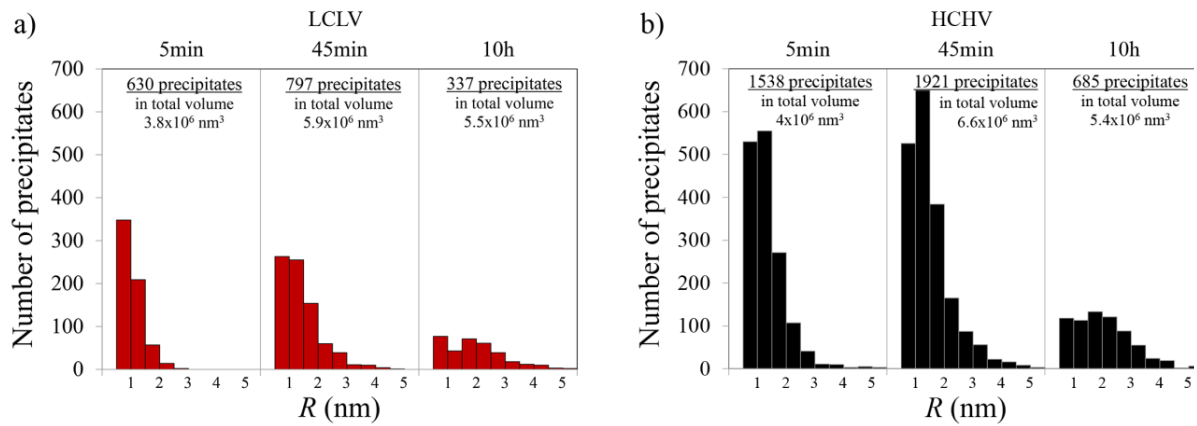 a)
LCLV
5min 45min 10h
Number of precipitates
700
600
500
400
300
200
100
0
630 precipitates
in total volume
3.8x10⁶ nm³
797 precipitates
in total volume
5.9x10⁶ nm³
337 precipitates
in total volume
5.5x10⁶ nm³
1 2 3 4 5 1 2 3 4 5 1 2 3 4 5
R (nm)
b)
HCHV
5min 45min 10h
Number of precipitates
700
600
500
400
300
200
100
0
1538 precipitates
in total volume
4x10⁶ nm³
1921 precipitates
in total volume
6.6x10⁶ nm³
685 precipitates
in total volume
5.4x10⁶ nm³
1 2 3 4 5 1 2 3 4 5 1 2 3 4 5
R (nm)